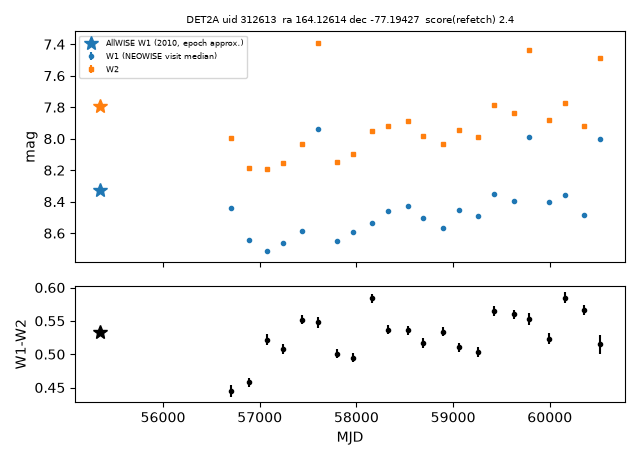 DET2A uid 312613  ra 164.12614 dec -77.19427  score(refetch) 2.4
AllWISE W1 (2010, epoch approx.)
W1 (NEOWISE visit median)
W2
mag
7.4
7.6
7.8
8.0
8.2
8.4
8.6
W1-W2
0.60
0.55
0.50
0.45
56000
57000
58000
59000
60000
MJD